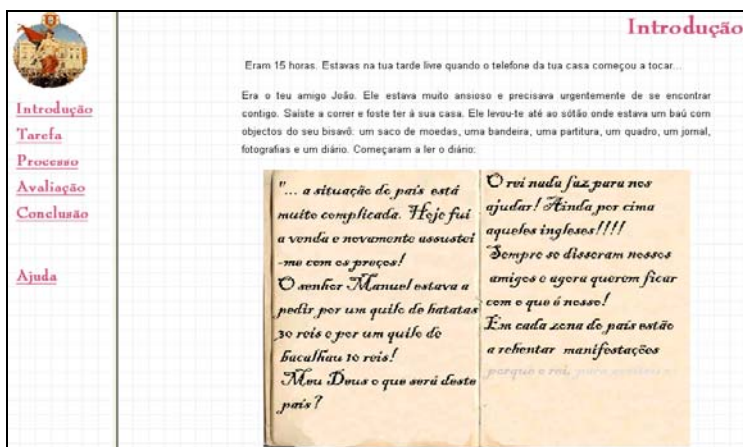 Introdução
Introdução
Tarefa
Processo
Avaliação
Conclusão
Ajuda
Eram 15 horas. Estavas na tua tarde livre quando o telefone da tua casa começou a tocar...
Era o teu amigo João. Ele estava muito ansioso e precisava urgentemente de se encontrar
contigo. Saíste a correr e foste ter á sua casa. Ele levou-te até ao sótão onde estava um baú com
objectos do seu bisavô: um saco de moedas, uma bandeira, uma partitura, um quadro, um jornal,
fotografias e um diário. Começaram a ler o diário:
"... a situação do país está
muito complicada. Hoje fui
a venda e novamente assustei
-me com os preços!
O senhor Manuel estava a
pedir por um quilo de batatas
30 reis e por um quilo de
bacalhau 10 reis!
Meu Deus o que será deste
país?
O rei nada faz para nos
ajudar! Ainda por cima
aqueles ingleses!!!!
Sempre se disseram nossos
amigos e agora querem ficar
com o que é nosso!
Em cada zona do país estão
a rebentar manifestações
porque o rei, para